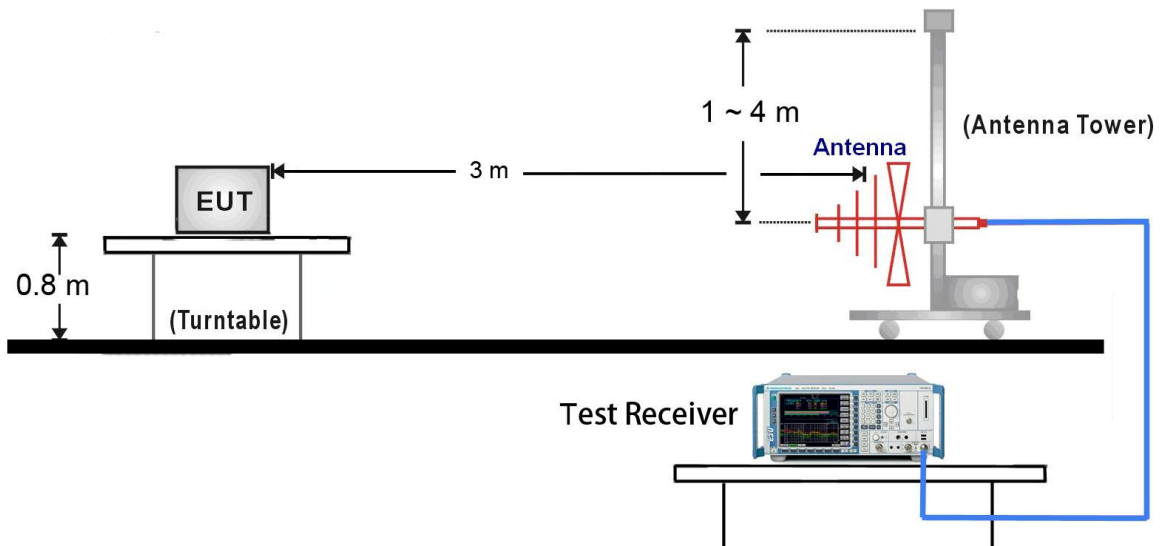 1 ~ 4 m
(Antenna Tower)
Antenna
3 m
EUT
0.8 m
(Turntable)
Test Receiver